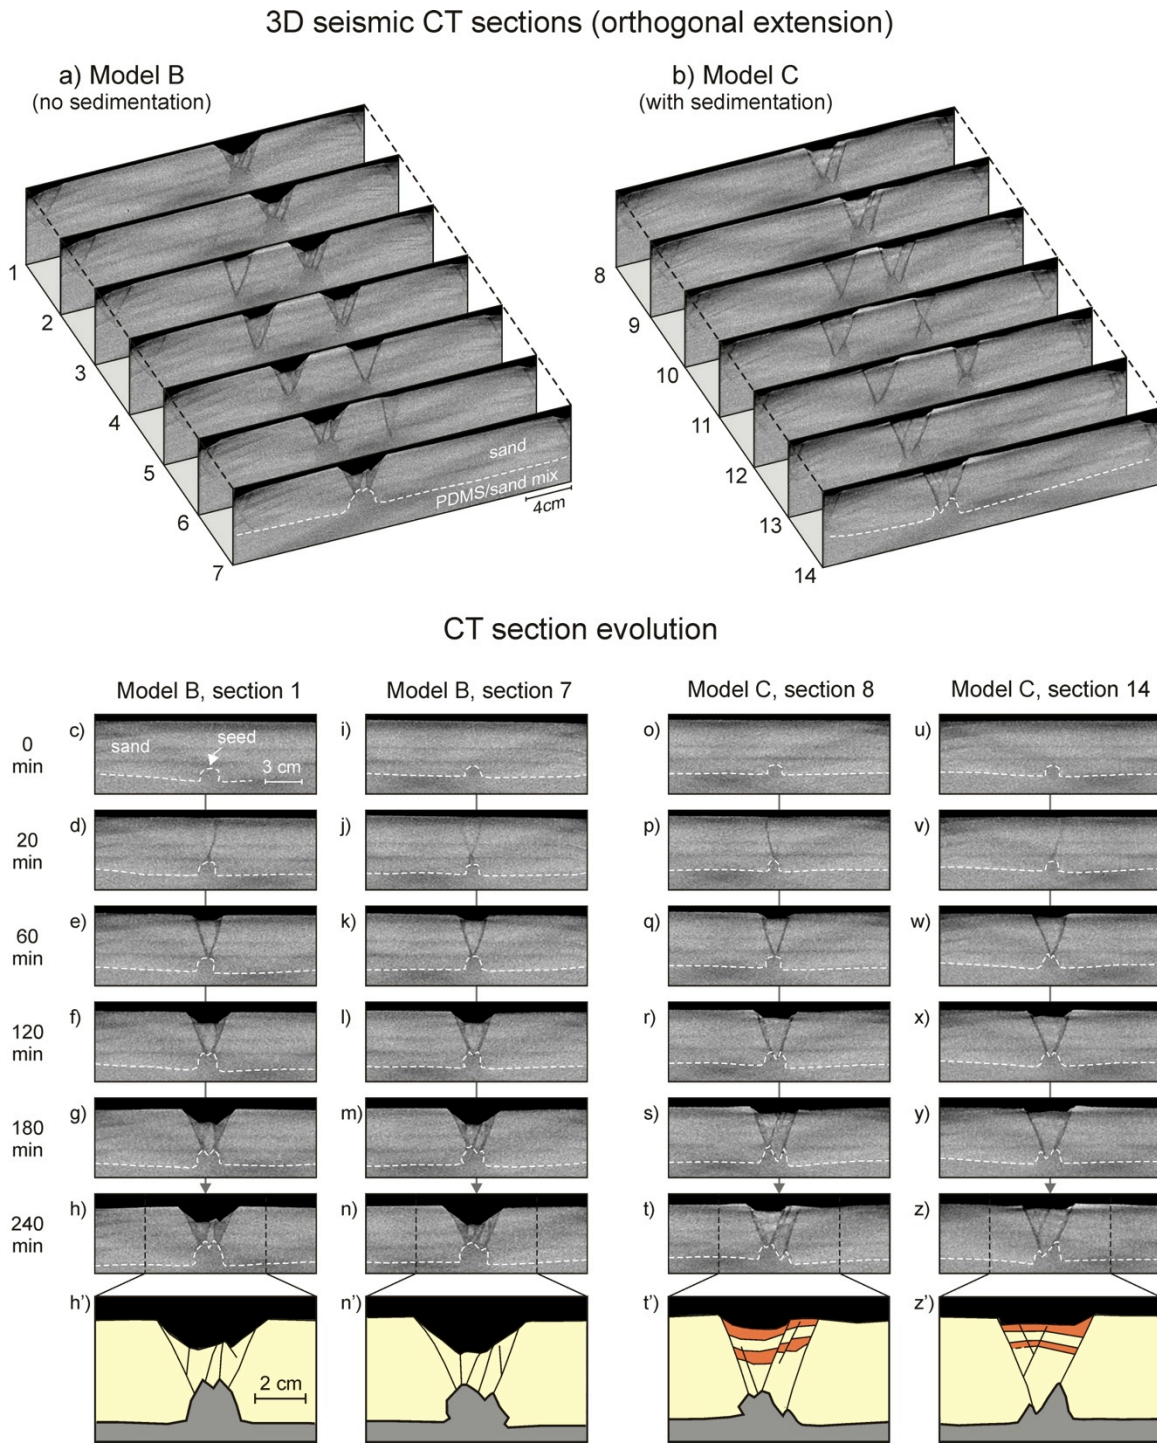 3D seismic CT sections (orthogonal extension)
a) Model B
(no sedimentation)
b) Model C
(with sedimentation)
1
2
3
4
5
6
7
sand
PDMS/sand mix
4cm
8
9
10
11
12
13
14
CT section evolution
Model B, section 1
Model B, section 7
Model C, section 8
Model C, section 14
0
min
c)
sand
seed
3 cm
i)
o)
u)
20
min
d)
j)
p)
v)
60
min
e)
k)
q)
w)
120
min
f)
l)
r)
x)
180
min
g)
m)
s)
y)
240
min
h)
n)
t)
z)
h')
2 cm
n')
t')
z')